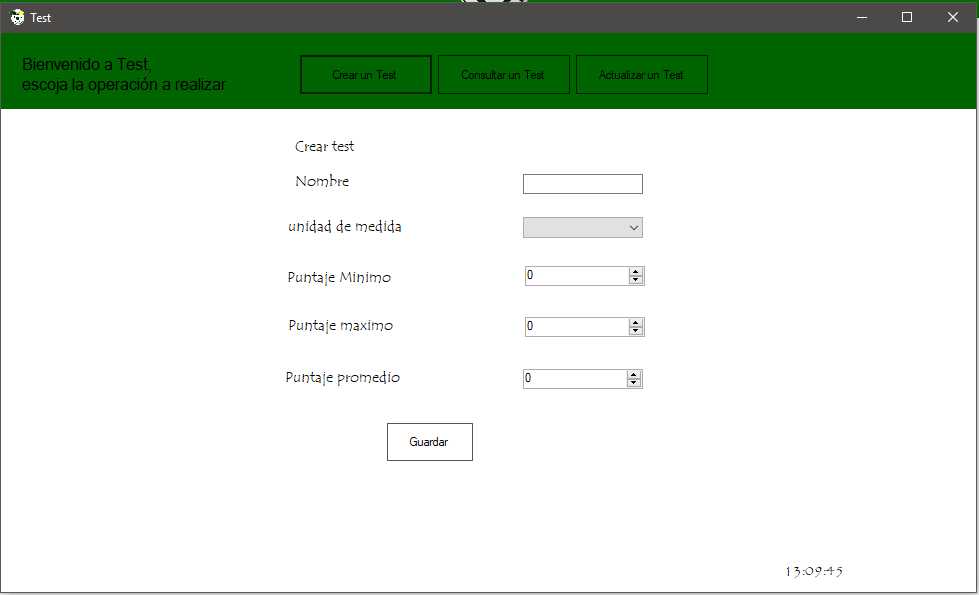 Test
Bienvenido a Test,
escoja la operación a realizar
Crear un Test
Consultar un Test
Actualizar un Test
Crear test
Nombre
unidad de medida
Puntaje Minimo
0
Puntaje maximo
0
Puntaje promedio
0
Guardar
13:09:45